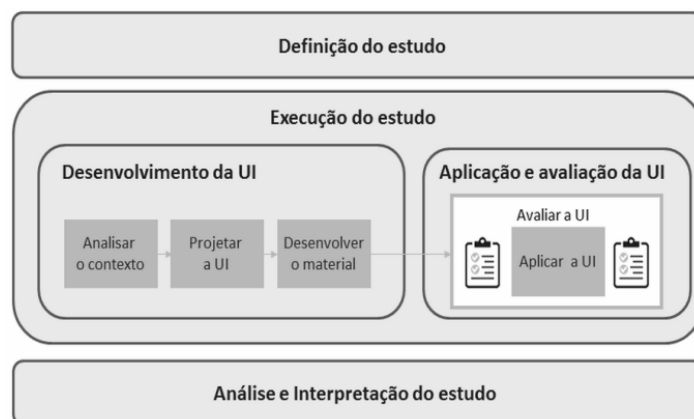 Definição do estudo
Execução do estudo
Desenvolvimento da UI
Analisar
o contexto
Projetar
a UI
Desenvolver
o material
Aplicação e avaliação da UI
Avaliar a UI
Aplicar a UI
Análise e Interpretação do estudo